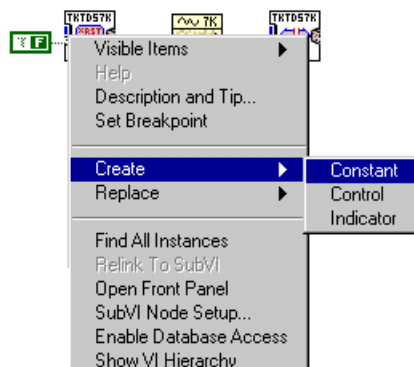 TKTDS7K
7K
TKTDS7K
RST
F
Visible Items
Help
Description and Tip...
Set Breakpoint
Create
Constant
Replace
Control
Indicator
Find All Instances
Relink To SubVI
Open Front Panel
SubVI Node Setup...
Enable Database Access
Show VI Hierarchy